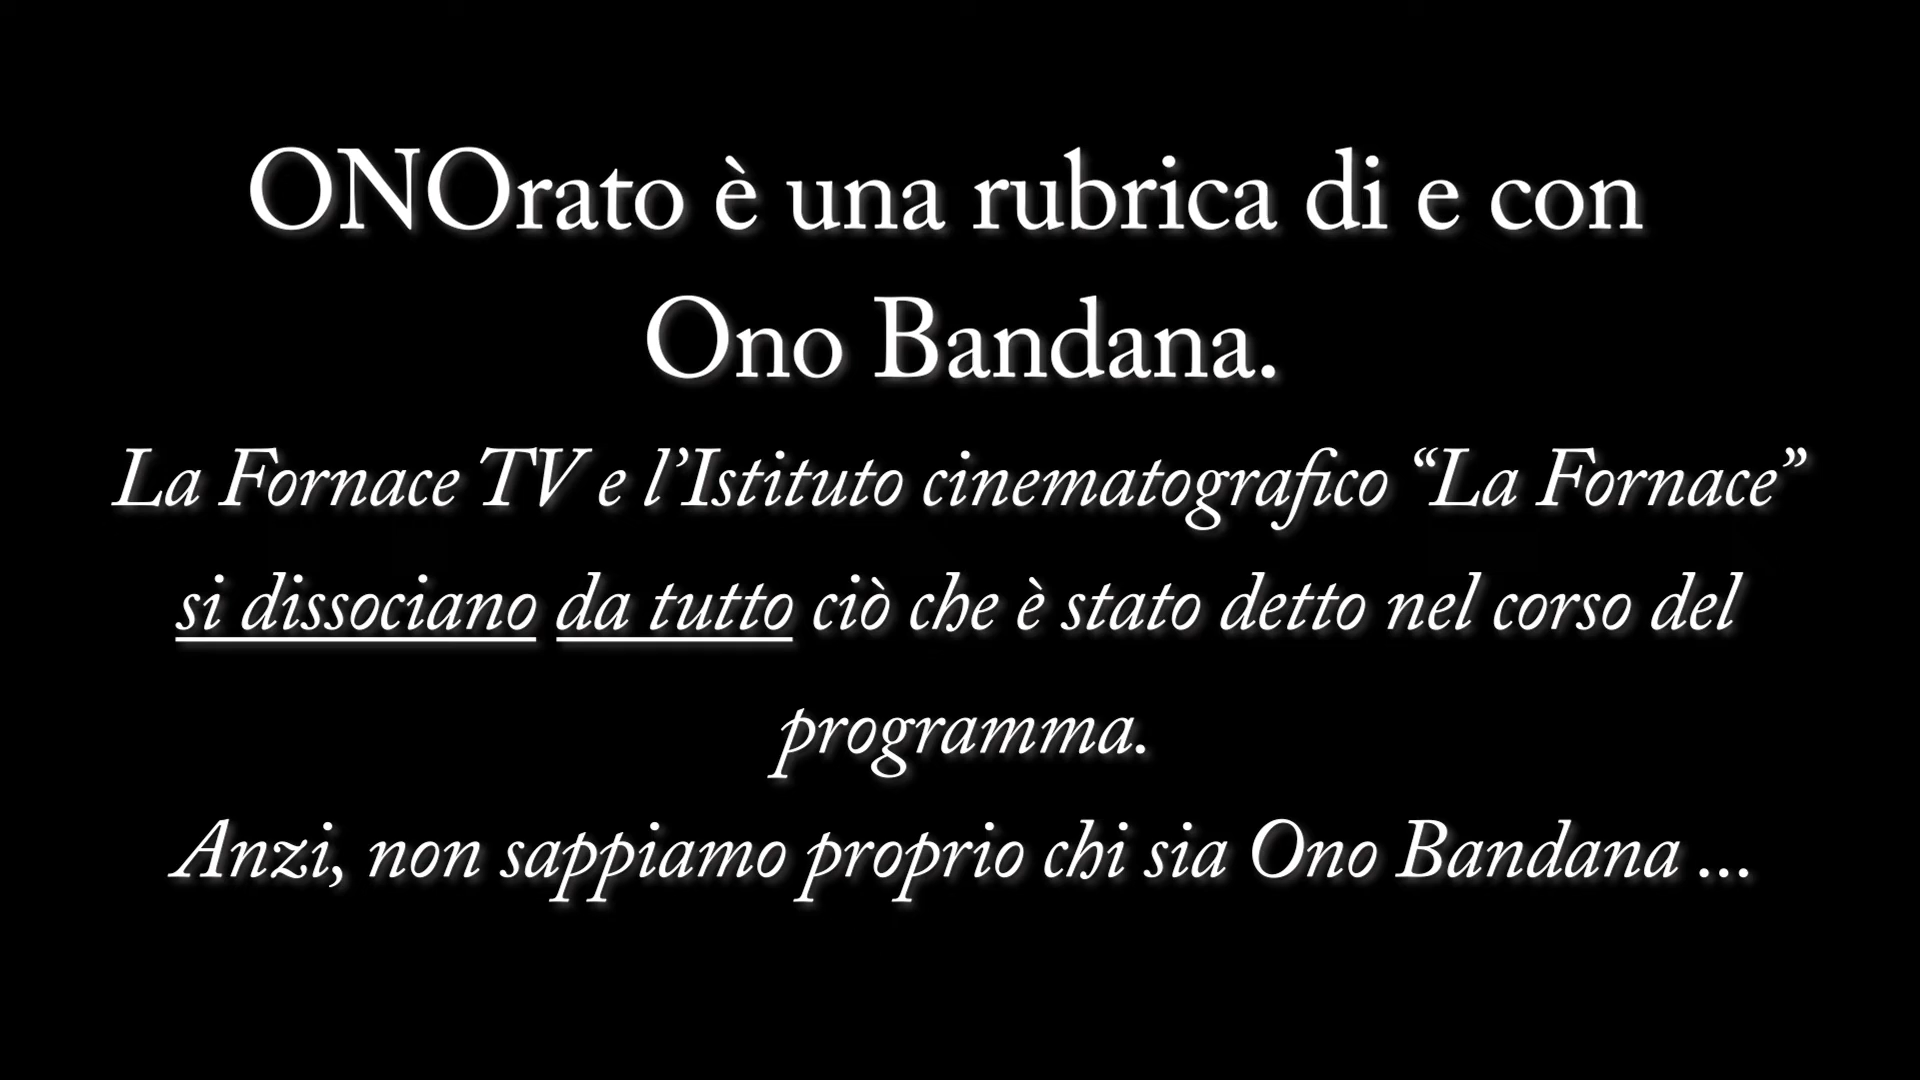 ONOrato è una rubrica di e con
Ono Bandana.
La Fornace TV e l’Istituto cinematografico “La Fornace”
si dissociano da tutto ciò che è stato detto nel corso del
programma.
Anzi, non sappiamo proprio chi sia Ono Bandana ...